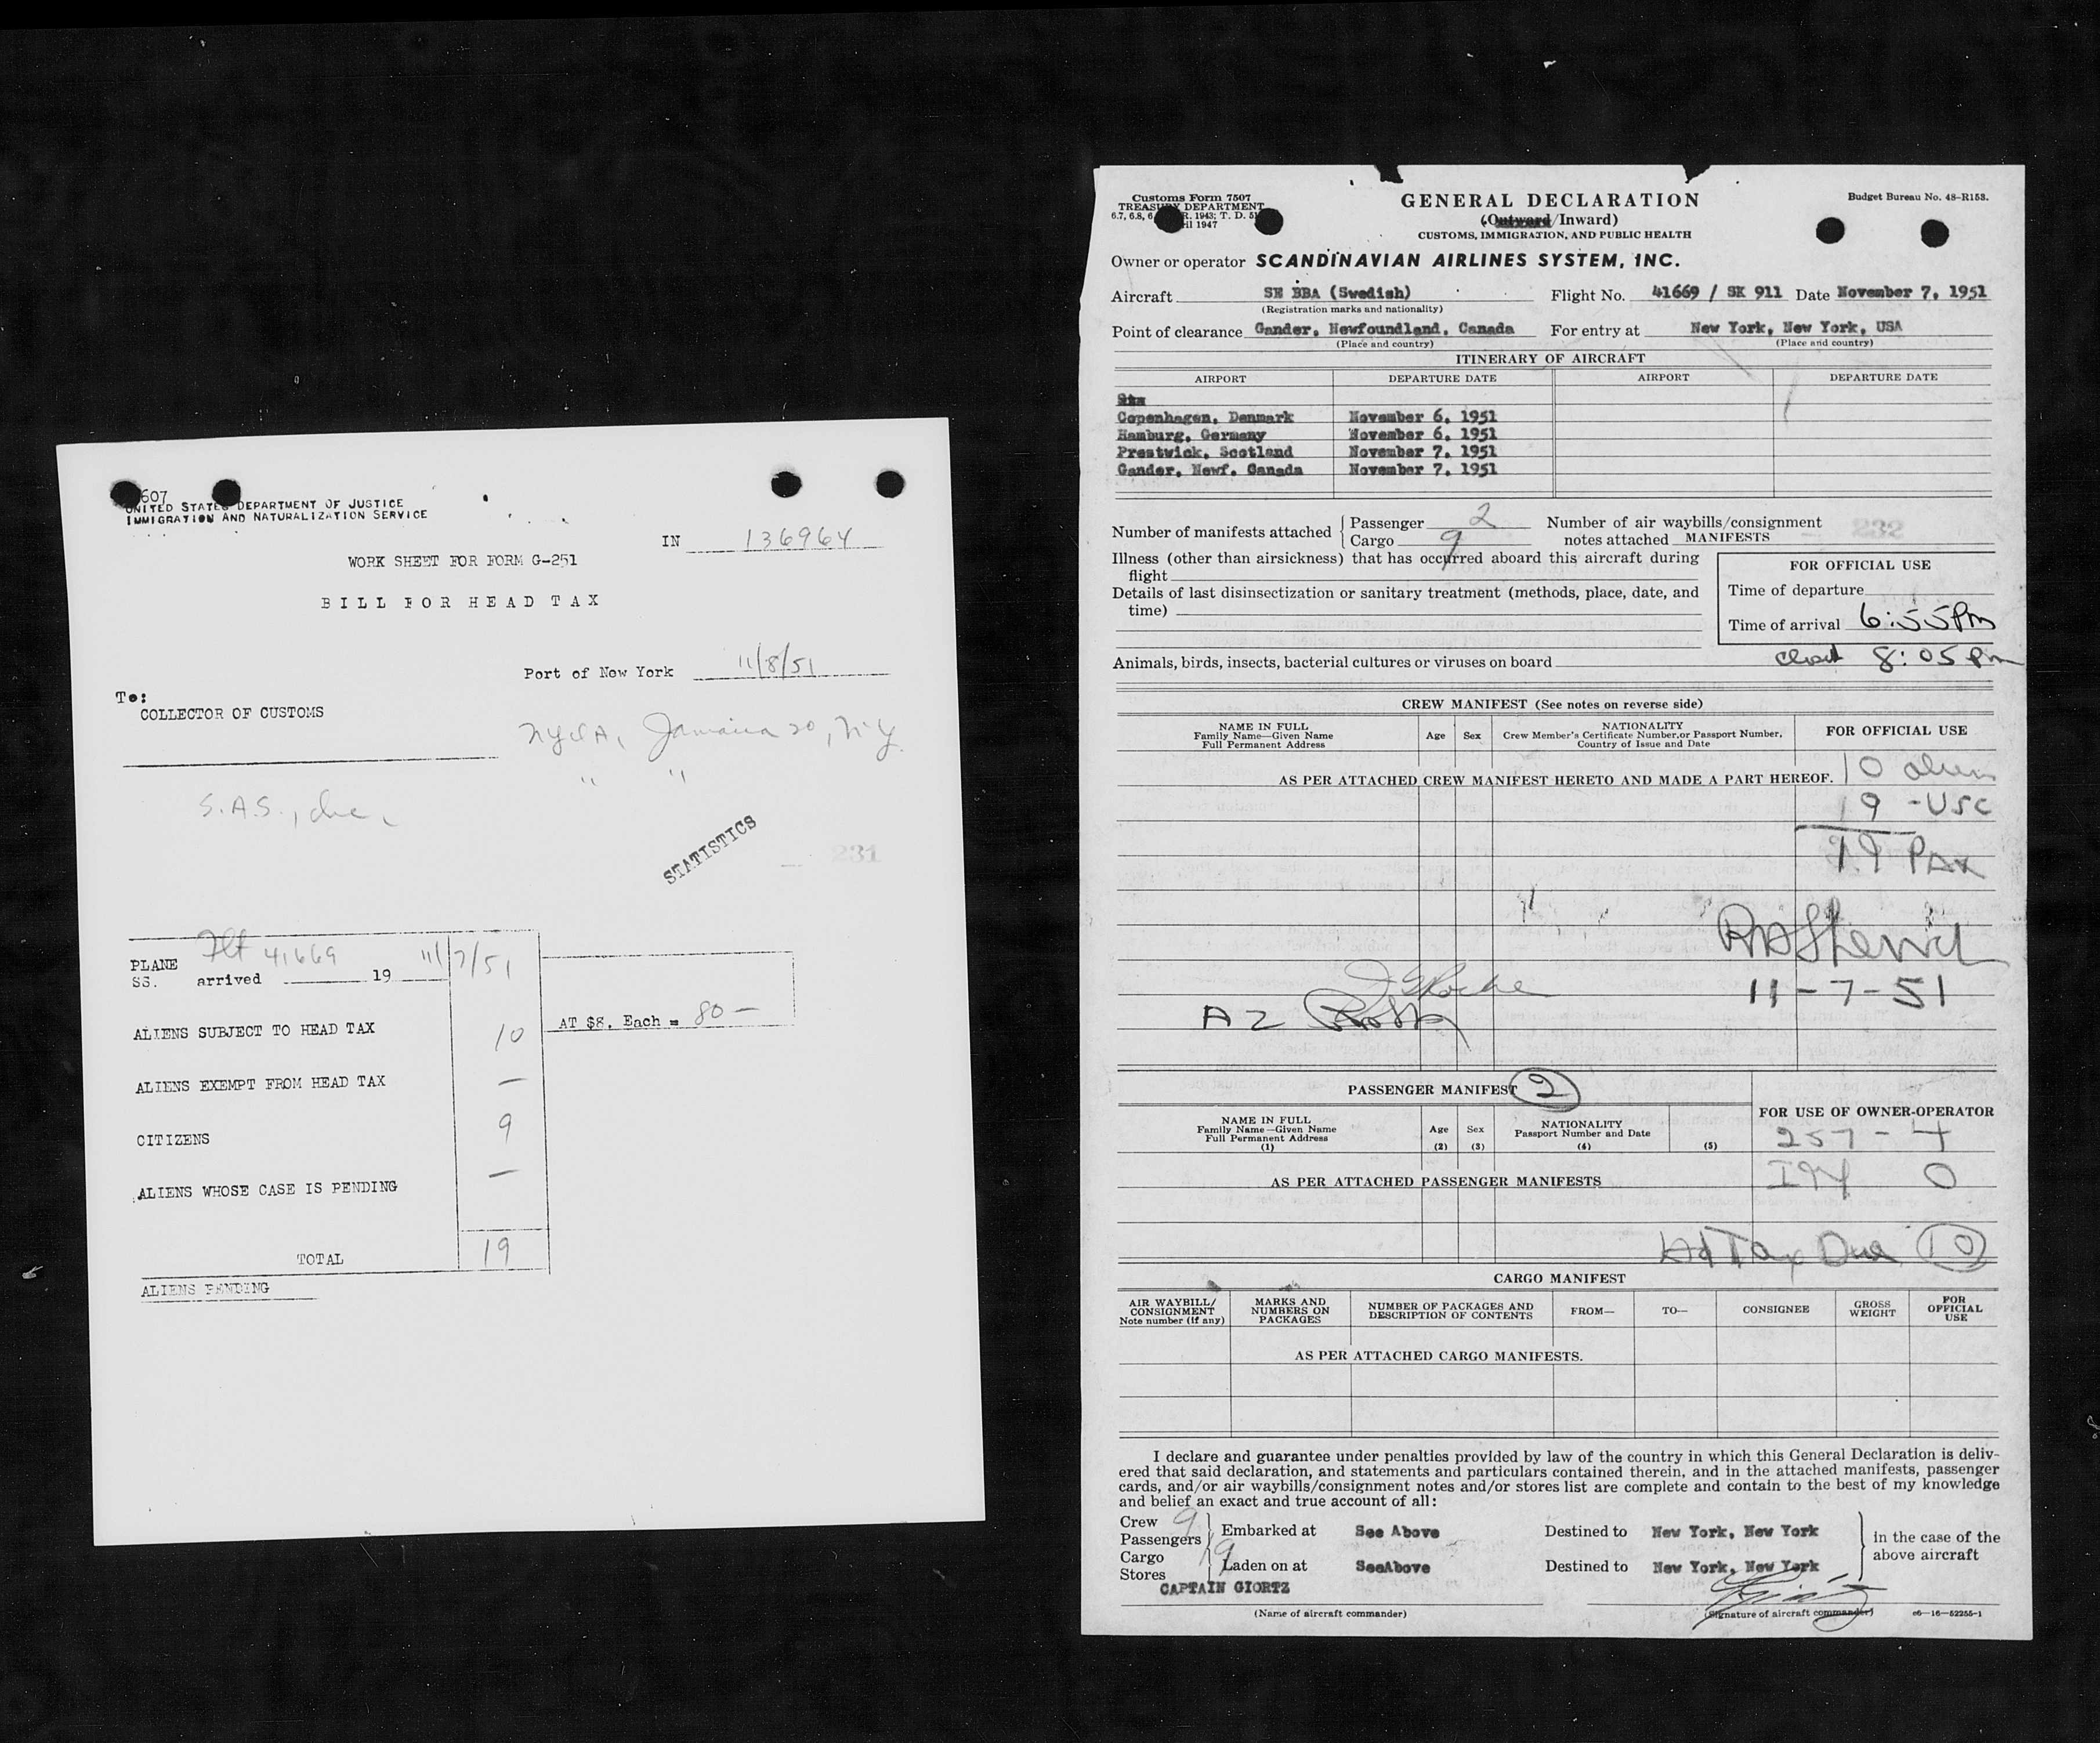 607
UNITED STATES DEPARTMENT OF JUSTICE
IMMIGRATION AND NATURALIZATION SERVICE
IN 136964
WORK SHEET FOR FORM G-251
BILL FOR HEAD TAX
Port of New York 11/8/51
To:
COLLECTOR OF CUSTOMS
NYIA, Jamaica 20, N.Y.
" "
S.A.S., Inc.
STATISTICS
231
PLANE Flt 41669 11/7/51
SS. arrived 19
ALIENS SUBJECT TO HEAD TAX 10 AT $8. Each = 80 —
ALIENS EXEMPT FROM HEAD TAX —
CITIZENS 9
ALIENS WHOSE CASE IS PENDING —
TOTAL 19
ALIENS PENDING
Customs Form 7507
TREASURY DEPARTMENT
6.7, 6.8, 6. R. 1943; T. D. 51
1947
GENERAL DECLARATION
(Outward/Inward)
CUSTOMS, IMMIGRATION, AND PUBLIC HEALTH
Budget Bureau No. 48-R153.
Owner or operator SCANDINAVIAN AIRLINES SYSTEM, INC.
Aircraft SE BBA (Swedish) Flight No. 41669 / SK 911 Date November 7, 1951
(Registration marks and nationality)
Point of clearance Gander, Newfoundland, Canada For entry at New York, New York, USA
(Place and country) (Place and country)
ITINERARY OF AIRCRAFT
AIRPORT DEPARTURE DATE AIRPORT DEPARTURE DATE
Copenhagen, Denmark November 6, 1951
Hamburg, Germany November 6, 1951
Prestwick, Scotland November 7, 1951
Gander, Newf. Canada November 7, 1951
Number of manifests attached Passenger 2 Number of air waybills/consignment
Cargo 9 notes attached MANIFESTS 232
Illness (other than airsickness) that has occurred aboard this aircraft during
flight
Details of last disinsectization or sanitary treatment (methods, place, date, and
time)
FOR OFFICIAL USE
Time of departure
Time of arrival 6:55 Pm
Animals, birds, insects, bacterial cultures or viruses on board 8:05 Pm
CREW MANIFEST (See notes on reverse side)
NAME IN FULL
Family Name—Given Name
Full Permanent Address
Age Sex
NATIONALITY
Crew Member's Certificate Number, or Passport Number,
Country of Issue and Date
FOR OFFICIAL USE
AS PER ATTACHED CREW MANIFEST HERETO AND MADE A PART HEREOF. 10 aliens
9 - USC
19 PAX
11-7-51
PASSENGER MANIFEST 2
NAME IN FULL
Family Name—Given Name
Full Permanent Address
(1)
Age
(2)
Sex
(3)
NATIONALITY
Passport Number and Date
(4)
(5)
FOR USE OF OWNER-OPERATOR
257 - 4
I94 0
AS PER ATTACHED PASSENGER MANIFESTS
Hd Tax Due 10
CARGO MANIFEST
AIR WAYBILL/
CONSIGNMENT
Note number (if any)
MARKS AND
NUMBERS ON
PACKAGES
NUMBER OF PACKAGES AND
DESCRIPTION OF CONTENTS
FROM—
TO—
CONSIGNEE
GROSS
WEIGHT
FOR
OFFICIAL
USE
AS PER ATTACHED CARGO MANIFESTS.
I declare and guarantee under penalties provided by law of the country in which this General Declaration is deliv-
ered that said declaration, and statements and particulars contained therein, and in the attached manifests, passenger
cards, and/or air waybills/consignment notes and/or stores list are complete and contain to the best of my knowledge
and belief an exact and true account of all:
Crew 9
Passengers 19 Embarked at See Above Destined to New York, New York in the case of the
Cargo above aircraft
Stores Laden on at SeeAbove Destined to New York, New York
CAPTAIN GIORTZ
(Name of aircraft commander) (Signature of aircraft commander) c6—16—52255-1